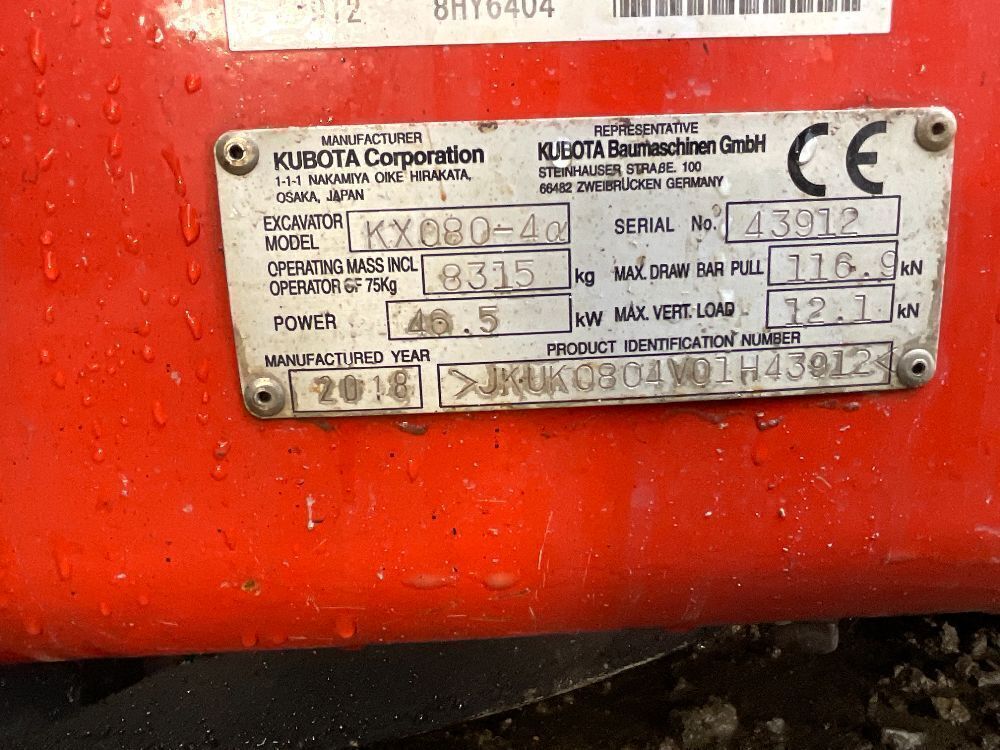 8HY6404
MANUFACTURER
KUBOTA Corporation
1-1-1 NAKAMIYA OIKE HIRAKATA,
OSAKA, JAPAN
REPRESENTATIVE
KUBOTA Baumaschinen GmbH
STEINHAUSER STRAßE. 100
66482 ZWEIBRÜCKEN GERMANY
CE
EXCAVATOR
MODEL
KX080-4α
SERIAL No.
43912
OPERATING MASS INCL
OPERATOR OF 75Kg
8315 kg
MAX. DRAW BAR PULL 116.9 kN
POWER 46.5 kW
MAX. VERT. LOAD 12.1 kN
MANUFACTURED YEAR
2018
PRODUCT IDENTIFICATION NUMBER
>JKUK0804V01H43912<